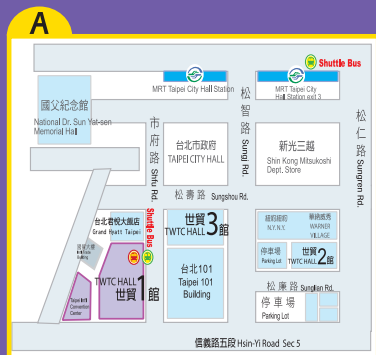 A
Shuttle Bus
MRT Taipei City Hall Station
MRT Taipei City
Hall Station exit 3
國父紀念館
National Dr. Sun Yat-sen
Memorial Hall
市府路 Shifu Rd.
台北市政府
TAIPEI CITY HALL
松智路 Sungji Rd.
新光三越
Shin Kong Mitsukoshi
Dept. Store
松仁路 Sungren Rd.
松壽路 Sungshou Rd.
台北君悅大飯店
Grand Hyatt Taipei
Shuttle Bus
世貿3館
TWTC HALL
紐約紐約
N.Y.N.Y.
華納威秀
WARNER
VILLAGE
停車場
Parking Lot
世貿2館
TWTC HALL
TWTC HALL
世貿1館
Taipei Int'l
Convention
Center
台北101
Taipei 101
Building
松廉路 Sunglian Rd.
停車場
Parking Lot
信義路五段 Hsin-Yi Road Sec 5